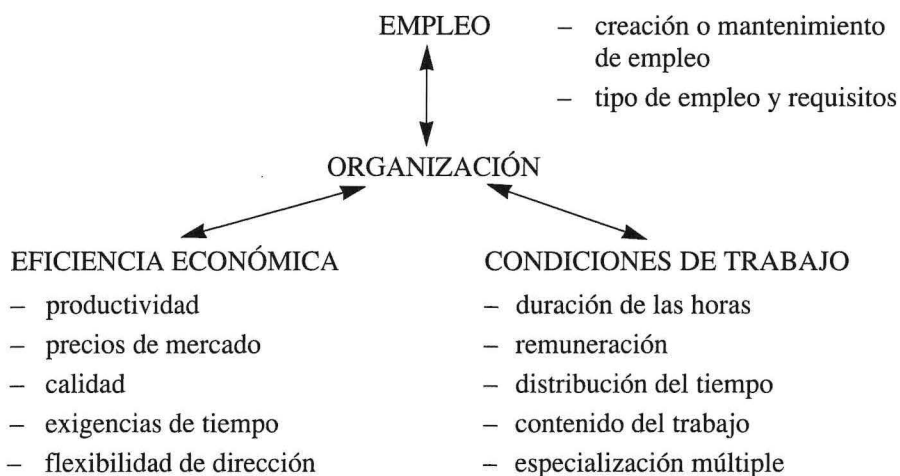 EMPLEO
– creación o mantenimiento
de empleo
– tipo de empleo y requisitos
ORGANIZACIÓN
EFICIENCIA ECONÓMICA
– productividad
– precios de mercado
– calidad
– exigencias de tiempo
– flexibilidad de dirección
CONDICIONES DE TRABAJO
– duración de las horas
– remuneración
– distribución del tiempo
– contenido del trabajo
– especialización múltiple